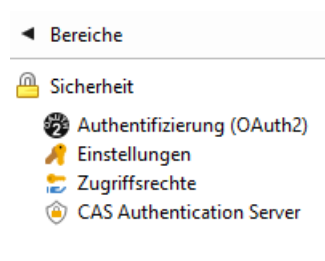 Bereiche
Sicherheit
Authentifizierung (OAuth2)
Einstellungen
Zugriffsrechte
CAS Authentication Server